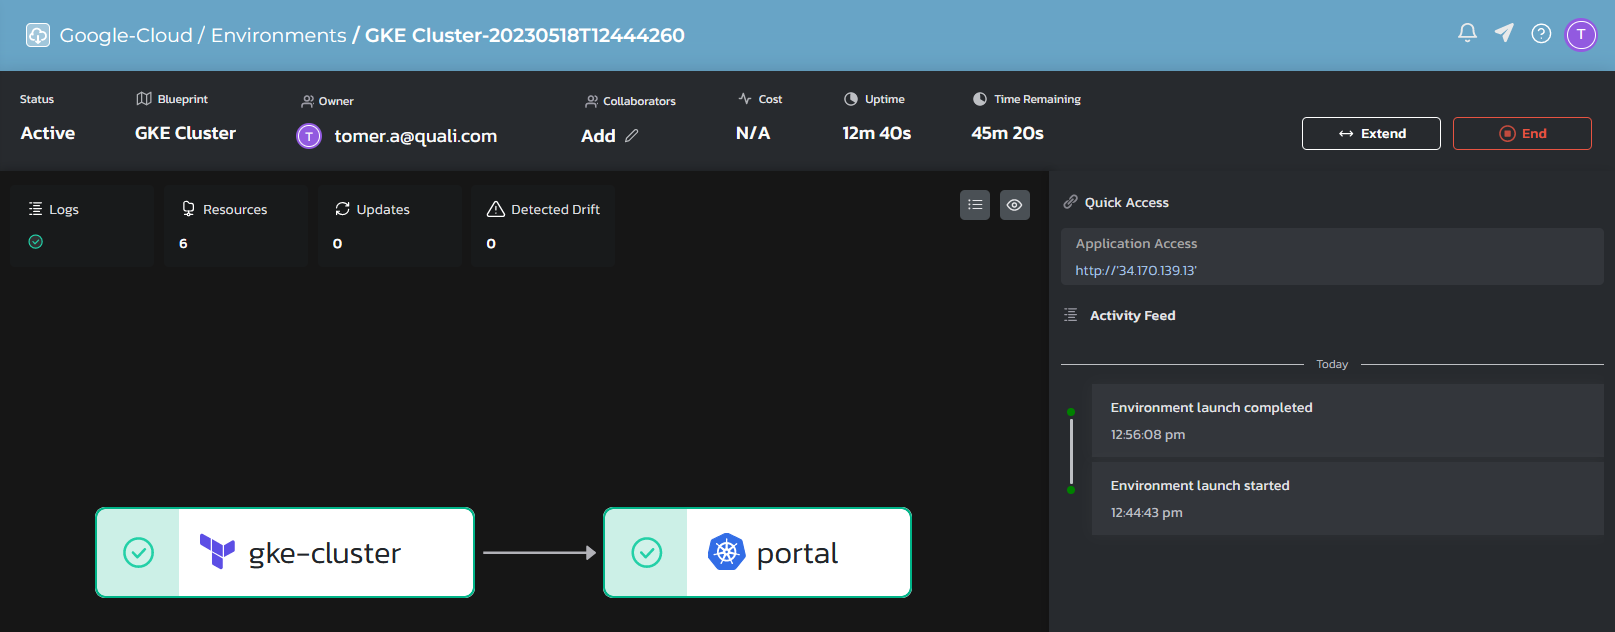 Google-Cloud / Environments / GKE Cluster-20230518T12444260
T
Status
Blueprint
Owner
Collaborators
Cost
Uptime
Time Remaining
Active
GKE Cluster
T tomer.a@quali.com
Add
N/A
12m 40s
45m 20s
Extend
End
Logs
Resources
6
Updates
0
Detected Drift
0
Quick Access
Application Access
http://'34.170.139.13'
Activity Feed
Today
Environment launch completed
12:56:08 pm
Environment launch started
12:44:43 pm
gke-cluster
portal